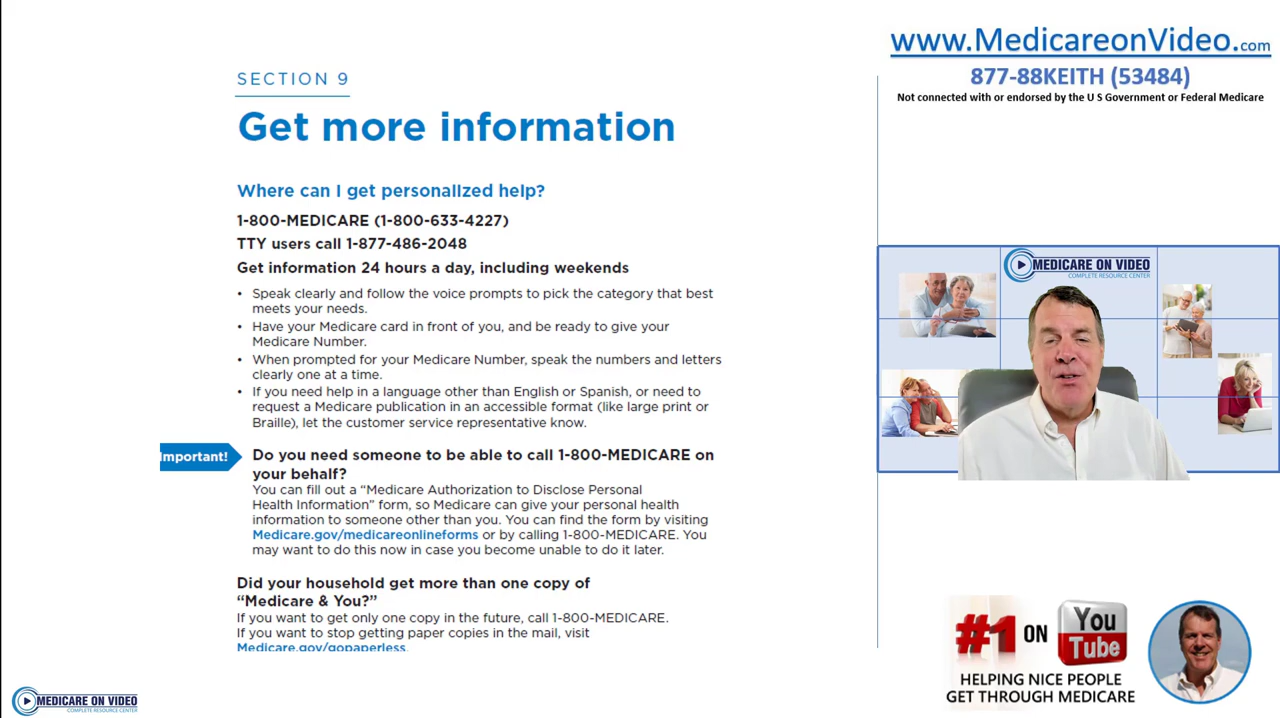 SECTION 9
Get more information
Where can I get personalized help?
1-800-MEDICARE (1-800-633-4227)
TTY users call 1-877-486-2048
Get information 24 hours a day, including weekends
• Speak clearly and follow the voice prompts to pick the category that best
meets your needs.
• Have your Medicare card in front of you, and be ready to give your
Medicare Number.
• When prompted for your Medicare Number, speak the numbers and letters
clearly one at a time.
• If you need help in a language other than English or Spanish, or need to
request a Medicare publication in an accessible format (like large print or
Braille), let the customer service representative know.
Important!
Do you need someone to be able to call 1-800-MEDICARE on
your behalf?
You can fill out a “Medicare Authorization to Disclose Personal
Health Information” form, so Medicare can give your personal health
information to someone other than you. You can find the form by visiting
Medicare.gov/medicareonlineforms or by calling 1-800-MEDICARE. You
may want to do this now in case you become unable to do it later.
Did your household get more than one copy of
“Medicare & You?”
If you want to get only one copy in the future, call 1-800-MEDICARE.
If you want to stop getting paper copies in the mail, visit
Medicare.gov/gopaperless.
MEDICARE ON VIDEO
COMPLETE RESOURCE CENTER
www.MedicareonVideo.com
877-88KEITH (53484)
Not connected with or endorsed by the U S Government or Federal Medicare
MEDICARE ON VIDEO
COMPLETE RESOURCE CENTER
#1 ON You Tube
HELPING NICE PEOPLE
GET THROUGH MEDICARE